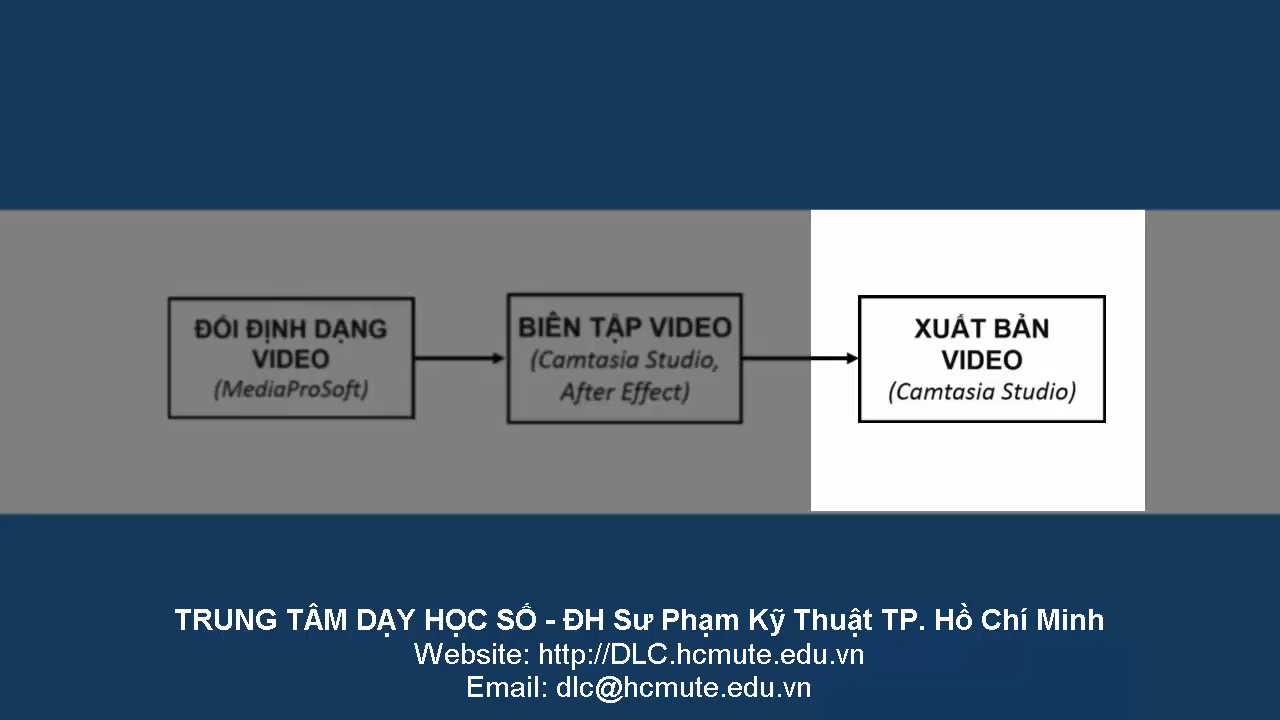 ĐỔI ĐỊNH DẠNG
VIDEO
(MediaProSoft)
BIÊN TẬP VIDEO
(Camtasia Studio,
After Effect)
XUẤT BẢN
VIDEO
(Camtasia Studio)
TRUNG TÂM DẠY HỌC SỐ - ĐH Sư Phạm Kỹ Thuật TP. Hồ Chí Minh
Website: http://DLC.hcmute.edu.vn
Email: dlc@hcmute.edu.vn